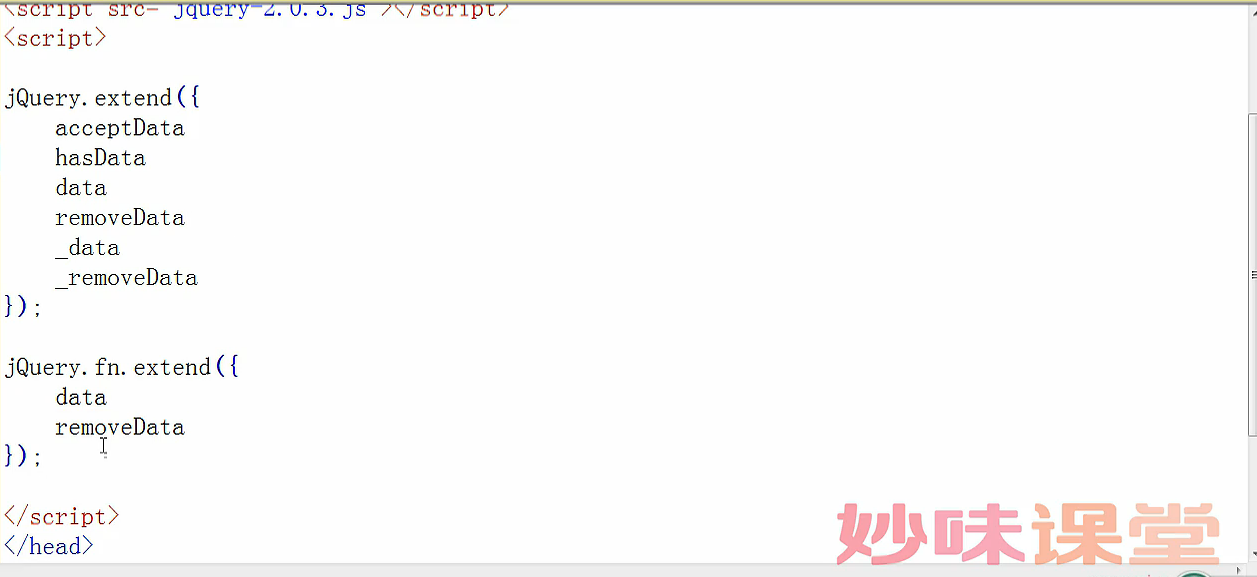 <script src="jquery-2.0.3.js"></script>
<script>
jQuery.extend({
acceptData
hasData
data
removeData
_data
_removeData
});
jQuery.fn.extend({
data
removeData
});
</script>
</head>
妙味课堂